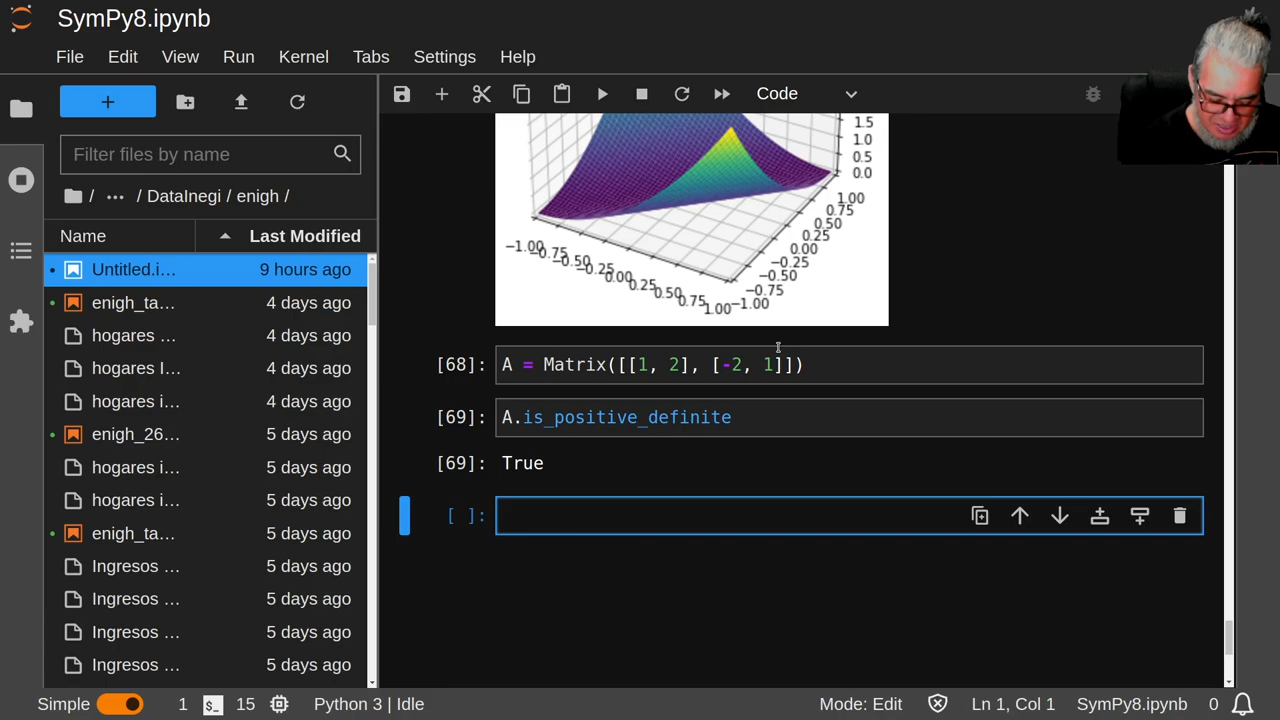 SymPy8.ipynb
File Edit View Run Kernel Tabs Settings Help
Code
Filter files by name
/ ... / DataInegi / enigh /
Name Last Modified
Untitled.i... 9 hours ago
enigh_ta... 4 days ago
hogares ... 4 days ago
hogares I... 4 days ago
hogares i... 4 days ago
enigh_26... 5 days ago
hogares i... 5 days ago
hogares i... 5 days ago
enigh_ta... 5 days ago
Ingresos ... 5 days ago
Ingresos ... 5 days ago
Ingresos ... 5 days ago
Ingresos ... 5 days ago
1.5
1.0
0.5
0.0
1.00
0.75
0.50
0.25
0.00
−0.25
−0.50
−0.75
−1.00
−1.00
−0.75
−0.50
−0.25
0.00
0.25
0.50
0.75
1.00
[68]: A = Matrix([[1, 2], [-2, 1]])
[69]: A.is_positive_definite
[69]: True
[ ]:
Simple 1 $_ 15 Python 3 | Idle Mode: Edit Ln 1, Col 1 SymPy8.ipynb 0